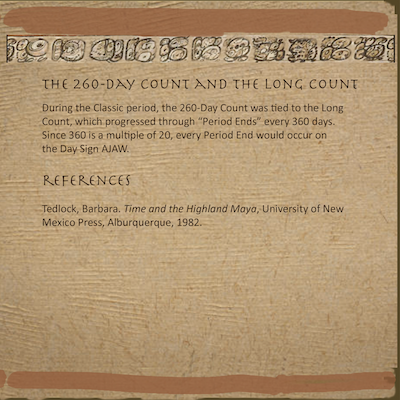 THE 260-DAY COUNT AND THE LONG COUNT
During the Classic period, the 260-Day Count was tied to the Long
Count, which progressed through "Period Ends" every 360 days.
Since 360 is a multiple of 20, every Period End would occur on
the Day Sign AJAW.
REFERENCES
Tedlock, Barbara. Time and the Highland Maya, University of New
Mexico Press, Alburquerque, 1982.